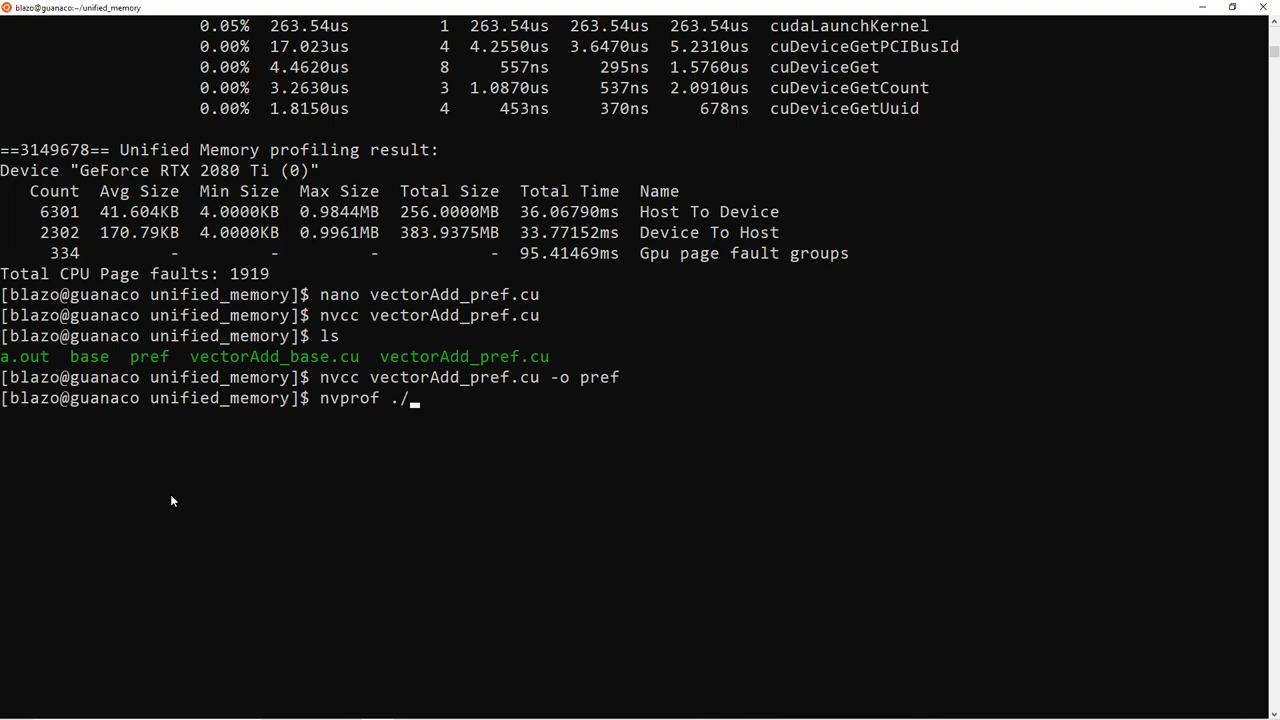 blazo@guanaco:~/unified_memory
0.05% 263.54us 1 263.54us 263.54us 263.54us cudaLaunchKernel
0.00% 17.023us 4 4.2550us 3.6470us 5.2310us cuDeviceGetPCIBusId
0.00% 4.4620us 8 557ns 295ns 1.5760us cuDeviceGet
0.00% 3.2630us 3 1.0870us 537ns 2.0910us cuDeviceGetCount
0.00% 1.8150us 4 453ns 370ns 678ns cuDeviceGetUuid
==3149678== Unified Memory profiling result:
Device "GeForce RTX 2080 Ti (0)"
Count Avg Size Min Size Max Size Total Size Total Time Name
6301 41.604KB 4.0000KB 0.9844MB 256.0000MB 36.06790ms Host To Device
2302 170.79KB 4.0000KB 0.9961MB 383.9375MB 33.77152ms Device To Host
334 - - - - 95.41469ms Gpu page fault groups
Total CPU Page faults: 1919
[blazo@guanaco unified_memory]$ nano vectorAdd_pref.cu
[blazo@guanaco unified_memory]$ nvcc vectorAdd_pref.cu
[blazo@guanaco unified_memory]$ ls
a.out base pref vectorAdd_base.cu vectorAdd_pref.cu
[blazo@guanaco unified_memory]$ nvcc vectorAdd_pref.cu -o pref
[blazo@guanaco unified_memory]$ nvprof ./